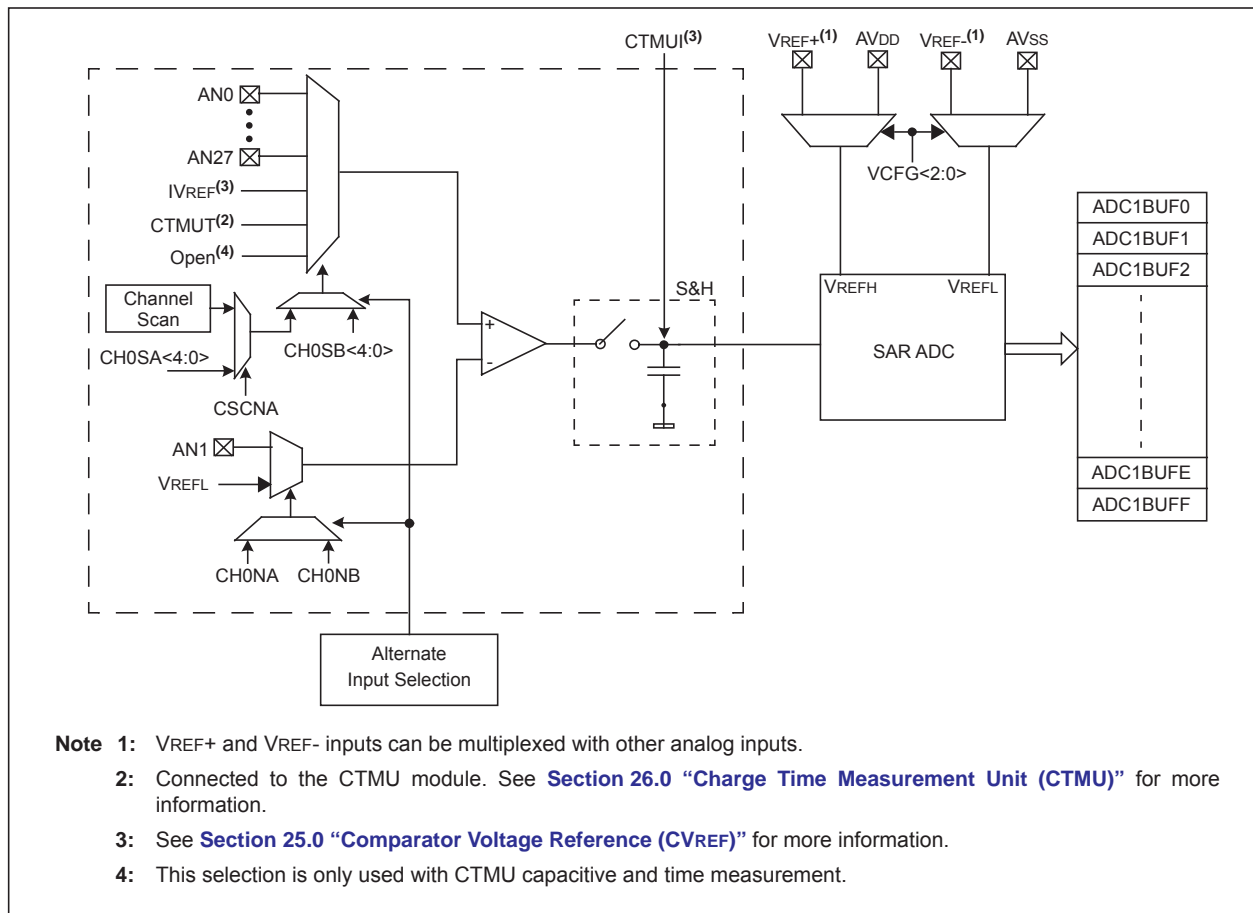 CTMUI(3)
VREF+(1)
AVDD
VREF-(1)
AVSS
AN0
AN27
IVREF(3)
CTMUT(2)
Open(4)
VCFG<2:0>
Channel
Scan
CH0SA<4:0>
CH0SB<4:0>
CSCNA
+
-
S&H
VREFH
VREFL
SAR ADC
ADC1BUF0
ADC1BUF1
ADC1BUF2
ADC1BUFE
ADC1BUFF
AN1
VREFL
CH0NA
CH0NB
Alternate
Input Selection
Note 1: VREF+ and VREF- inputs can be multiplexed with other analog inputs.
2: Connected to the CTMU module. See Section 26.0 “Charge Time Measurement Unit (CTMU)” for more
information.
3: See Section 25.0 “Comparator Voltage Reference (CVREF)” for more information.
4: This selection is only used with CTMU capacitive and time measurement.